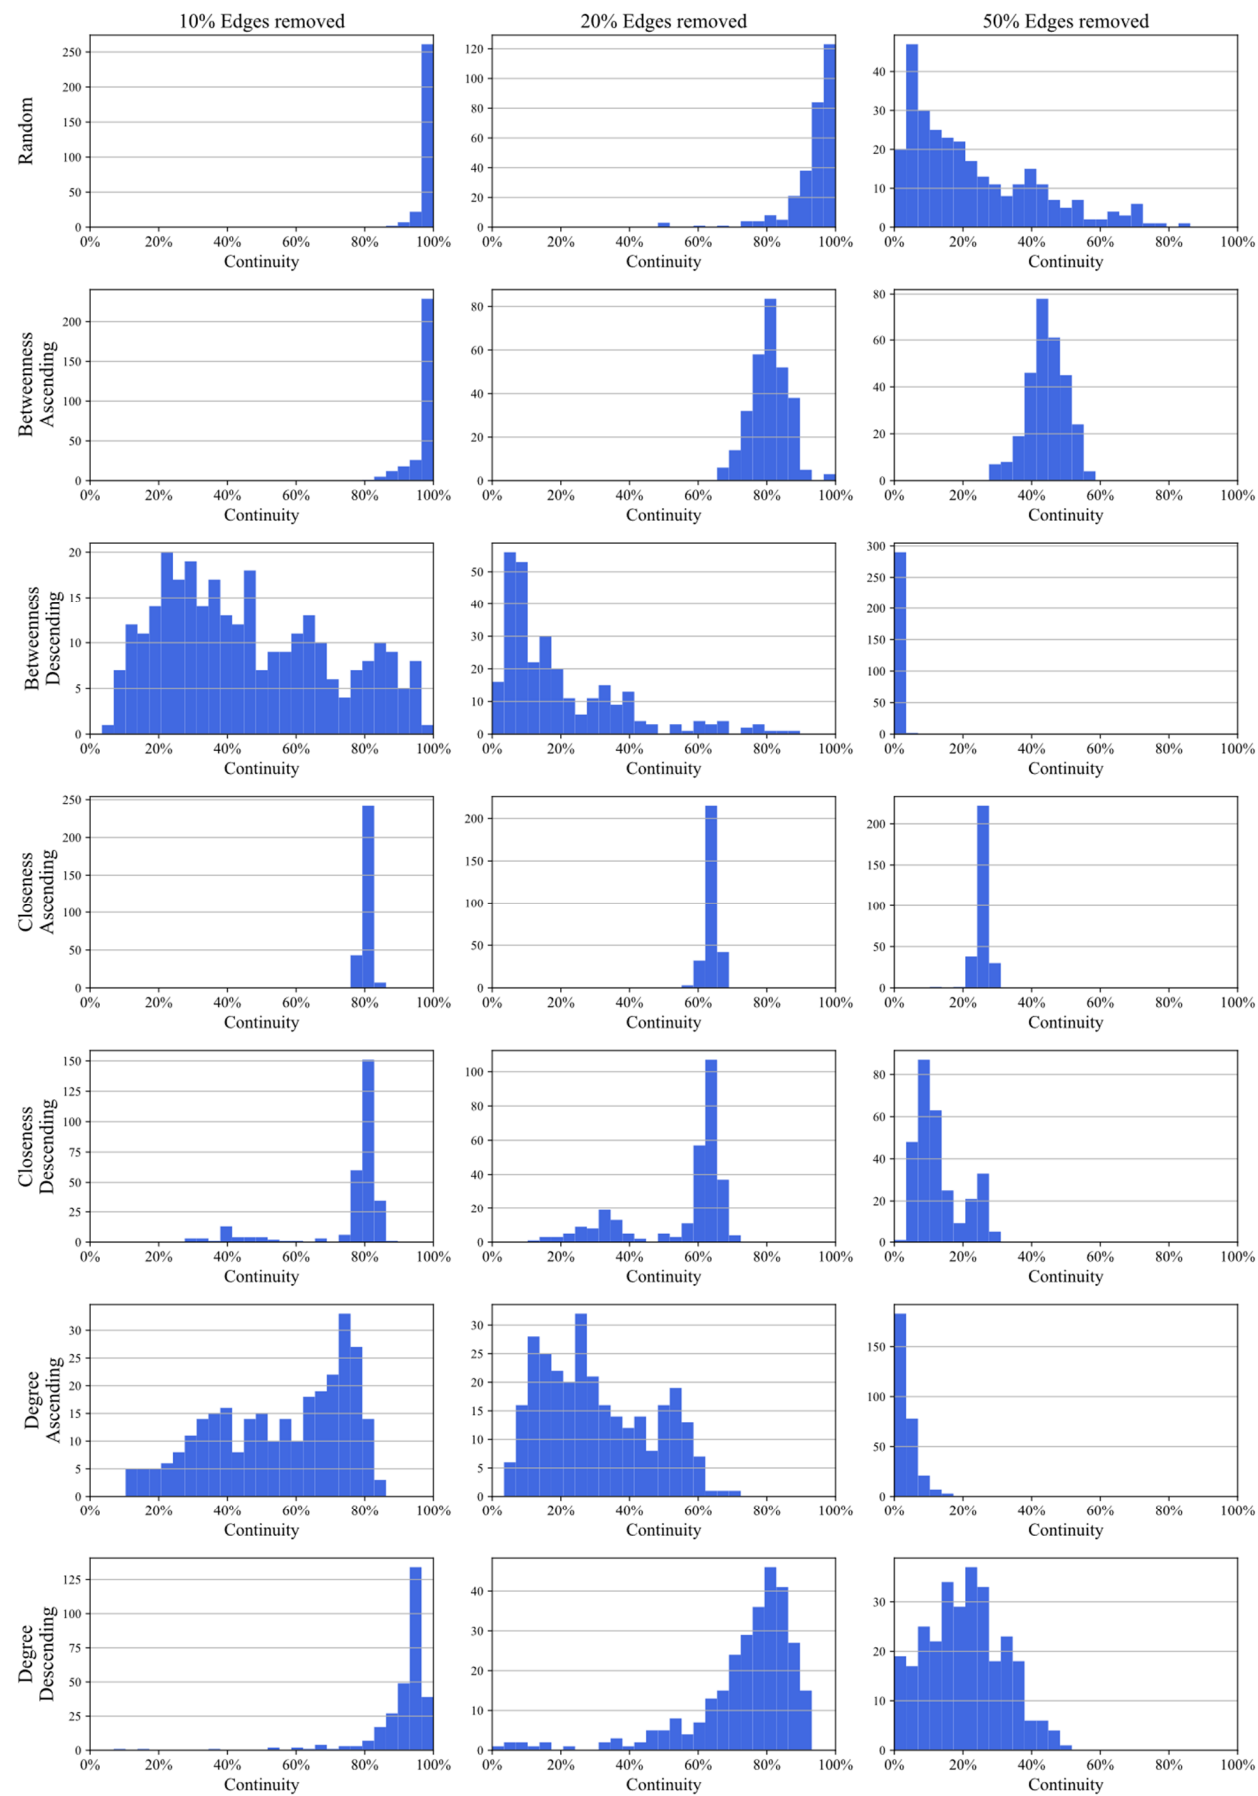 10% Edges removed 20% Edges removed 50% Edges removed
Random
250 200 150 100 50 0
0% 20% 40% 60% 80% 100%
Continuity
120 100 80 60 40 20 0
0% 20% 40% 60% 80% 100%
Continuity
40 30 20 10 0
0% 20% 40% 60% 80% 100%
Continuity
Betweenness
Ascending
200 150 100 50 0
0% 20% 40% 60% 80% 100%
Continuity
80 60 40 20 0
0% 20% 40% 60% 80% 100%
Continuity
80 60 40 20 0
0% 20% 40% 60% 80% 100%
Continuity
Betweenness
Descending
20 15 10 5 0
0% 20% 40% 60% 80% 100%
Continuity
50 40 30 20 10 0
0% 20% 40% 60% 80% 100%
Continuity
300 250 200 150 100 50 0
0% 20% 40% 60% 80% 100%
Continuity
Closeness
Ascending
250 200 150 100 50 0
0% 20% 40% 60% 80% 100%
Continuity
200 150 100 50 0
0% 20% 40% 60% 80% 100%
Continuity
200 150 100 50 0
0% 20% 40% 60% 80% 100%
Continuity
Closeness
Descending
150 125 100 75 50 25 0
0% 20% 40% 60% 80% 100%
Continuity
100 80 60 40 20 0
0% 20% 40% 60% 80% 100%
Continuity
80 60 40 20 0
0% 20% 40% 60% 80% 100%
Continuity
Degree
Ascending
30 25 20 15 10 5 0
0% 20% 40% 60% 80% 100%
Continuity
30 25 20 15 10 5 0
0% 20% 40% 60% 80% 100%
Continuity
150 100 50 0
0% 20% 40% 60% 80% 100%
Continuity
Degree
Descending
125 100 75 50 25 0
0% 20% 40% 60% 80% 100%
Continuity
40 30 20 10 0
0% 20% 40% 60% 80% 100%
Continuity
30 20 10 0
0% 20% 40% 60% 80% 100%
Continuity